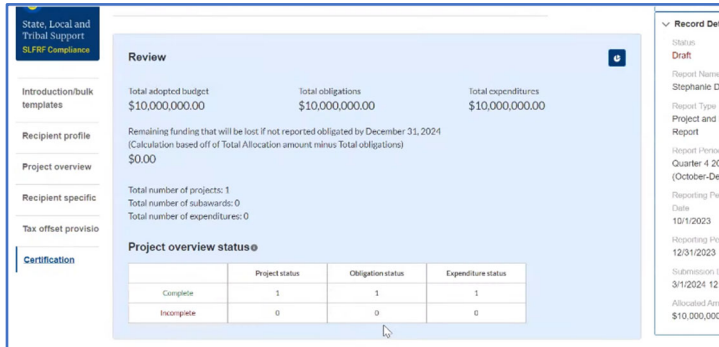 State, Local and
Tribal Support
SLFRF Compliance
Introduction/bulk
templates
Recipient profile
Project overview
Recipient specific
Tax offset provisio
Certification
Review
Total adopted budget Total obligations Total expenditures
$10,000,000.00 $10,000,000.00 $10,000,000.00
Remaining funding that will be lost if not reported obligated by December 31, 2024
(Calculation based off of Total Allocation amount minus Total obligations)
$0.00
Total number of projects: 1
Total number of subawards: 0
Total number of expenditures: 0
Project overview status
Project status Obligation status Expenditure status
Complete 1 1 1
Incomplete 0 0 0
Record Det
Status
Draft
Report Name
Stephanie D
Report Type
Project and
Report
Report Perio
Quarter 4 20
(October-De
Reporting Pe
Date
10/1/2023
Reporting Pe
12/31/2023
Submission D
3/1/2024 12
Allocated Am
$10,000,000